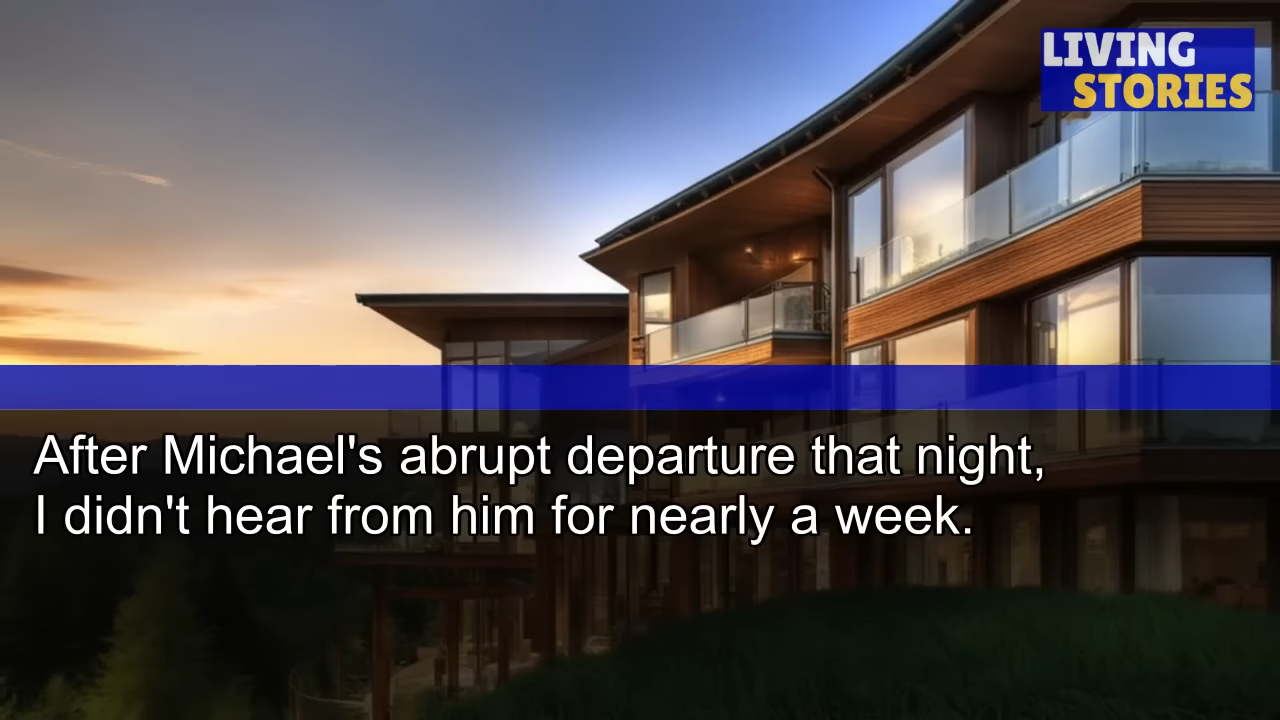 LIVING
STORIES
After Michael's abrupt departure that night,
I didn't hear from him for nearly a week.